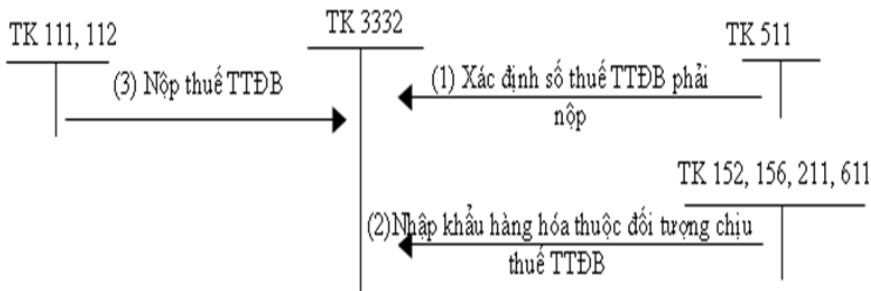 TK 111, 112
TK 3332
TK 511
(3) Nộp thuế TTĐB
(1) Xác định số thuế TTĐB phải
nộp
TK 152, 156, 211, 611
(2)Nhập khẩu hàng hóa thuộc đối tượng chịu
thuế TTĐB